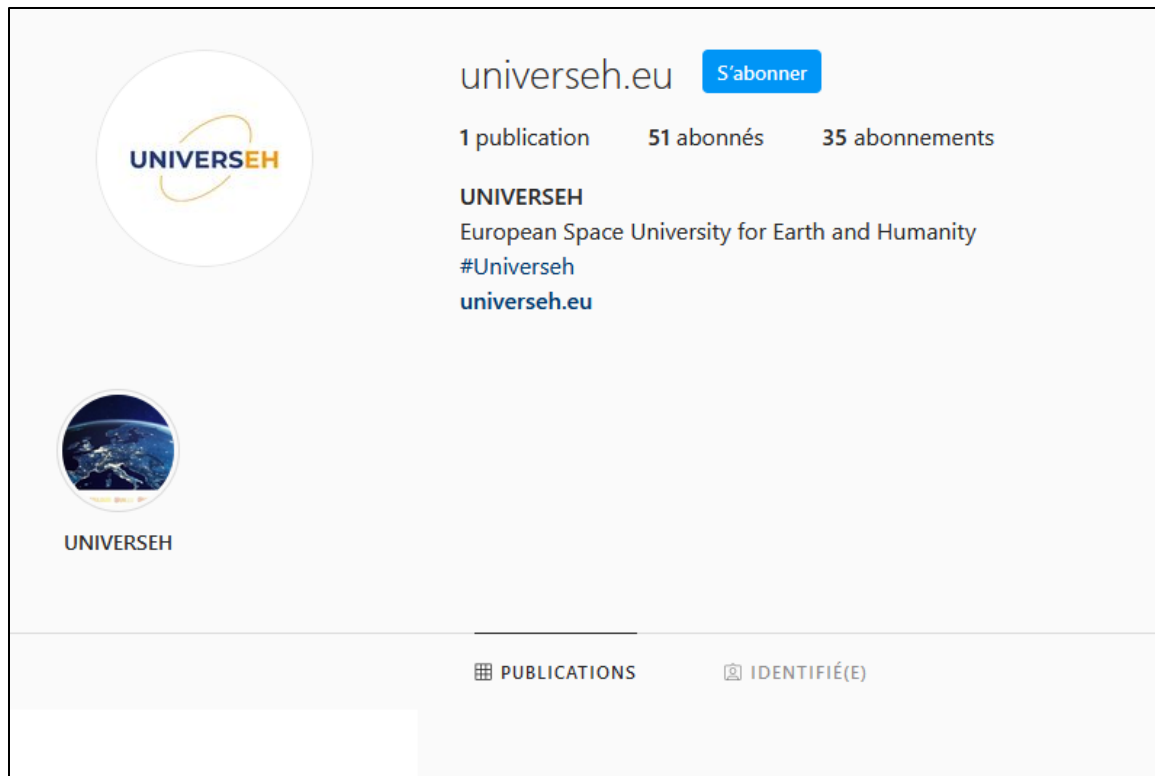 UNIVERSEH
universeh.eu S'abonner
1 publication 51 abonnés 35 abonnements
UNIVERSEH
European Space University for Earth and Humanity
#Universeh
universeh.eu
UNIVERSEH
PUBLICATIONS IDENTIFIÉ(E)